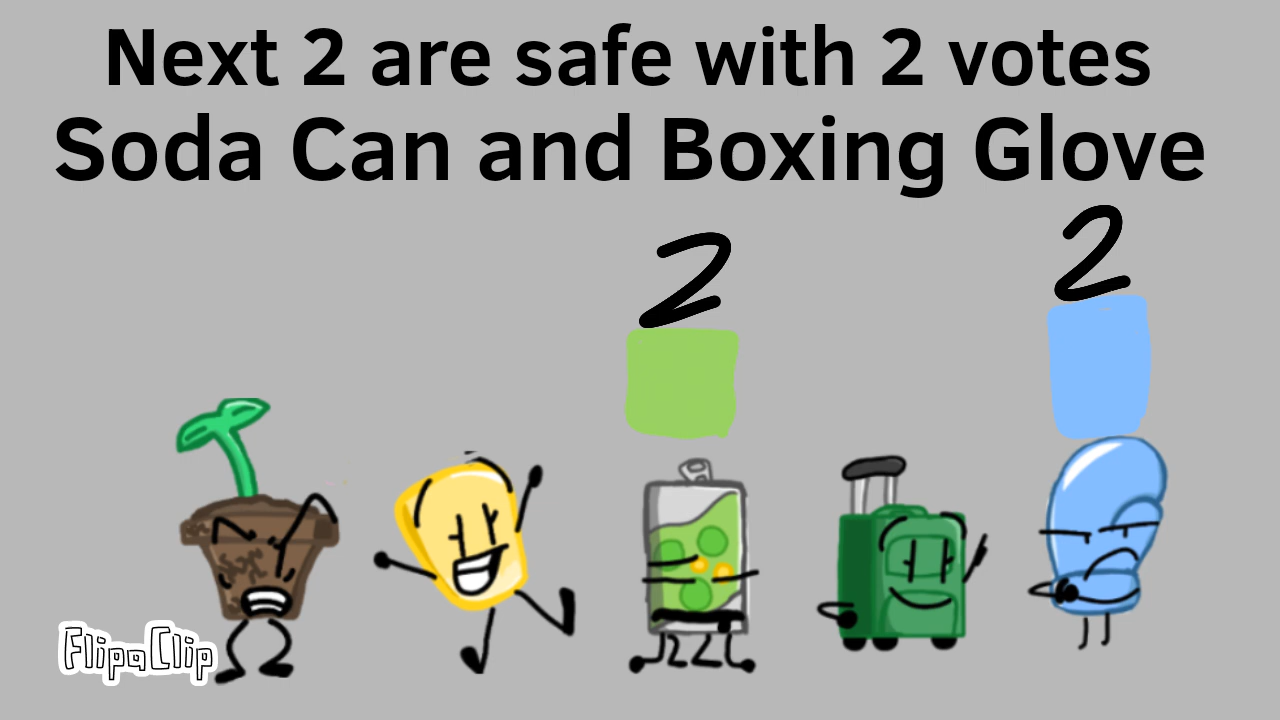 Next 2 are safe with 2 votes
Soda Can and Boxing Glove
2
2
FlipaClip